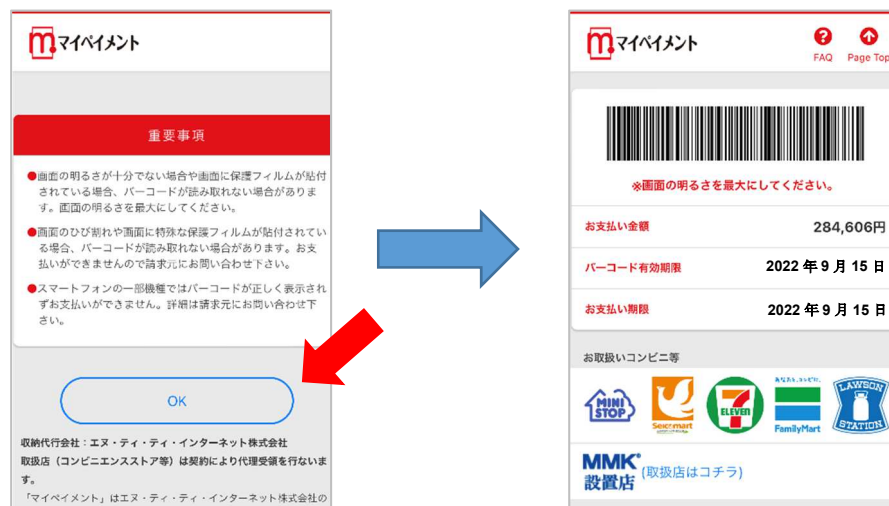 マイペイメント
重要事項
●画面の明るさが十分でない場合や画面に保護フィルムが貼付
されている場合、バーコードが読み取れない場合がありま
す。画面の明るさを最大にしてください。
●画面のひび割れや画面に特殊な保護フィルムが貼付されてい
る場合、バーコードが読み取れない場合があります。お支
払いができませんので請求元にお問い合わせ下さい。
●スマートフォンの一部機種ではバーコードが正しく表示され
ずお支払いができません。詳細は請求元にお問い合わせ下
さい。
OK
収納代行会社：エヌ・ティ・ティ・インターネット株式会社
取扱店（コンビニエンスストア等）は契約により代理受領を行ないま
す。
「マイペイメント」はエヌ・ティ・ティ・インターネット株式会社の
マイペイメント
FAQ Page Top
※画面の明るさを最大にしてください。
お支払い金額 284,606円
バーコード有効期限 2022 年 9 月 15 日
お支払い期限 2022 年 9 月 15 日
お取扱いコンビニ等
MINI
STOP
Seicomart
7
ELEVEN
あなたと、コンビに、
FamilyMart
LAWSON
STATION
MMK
設置店
(取扱店はコチラ)